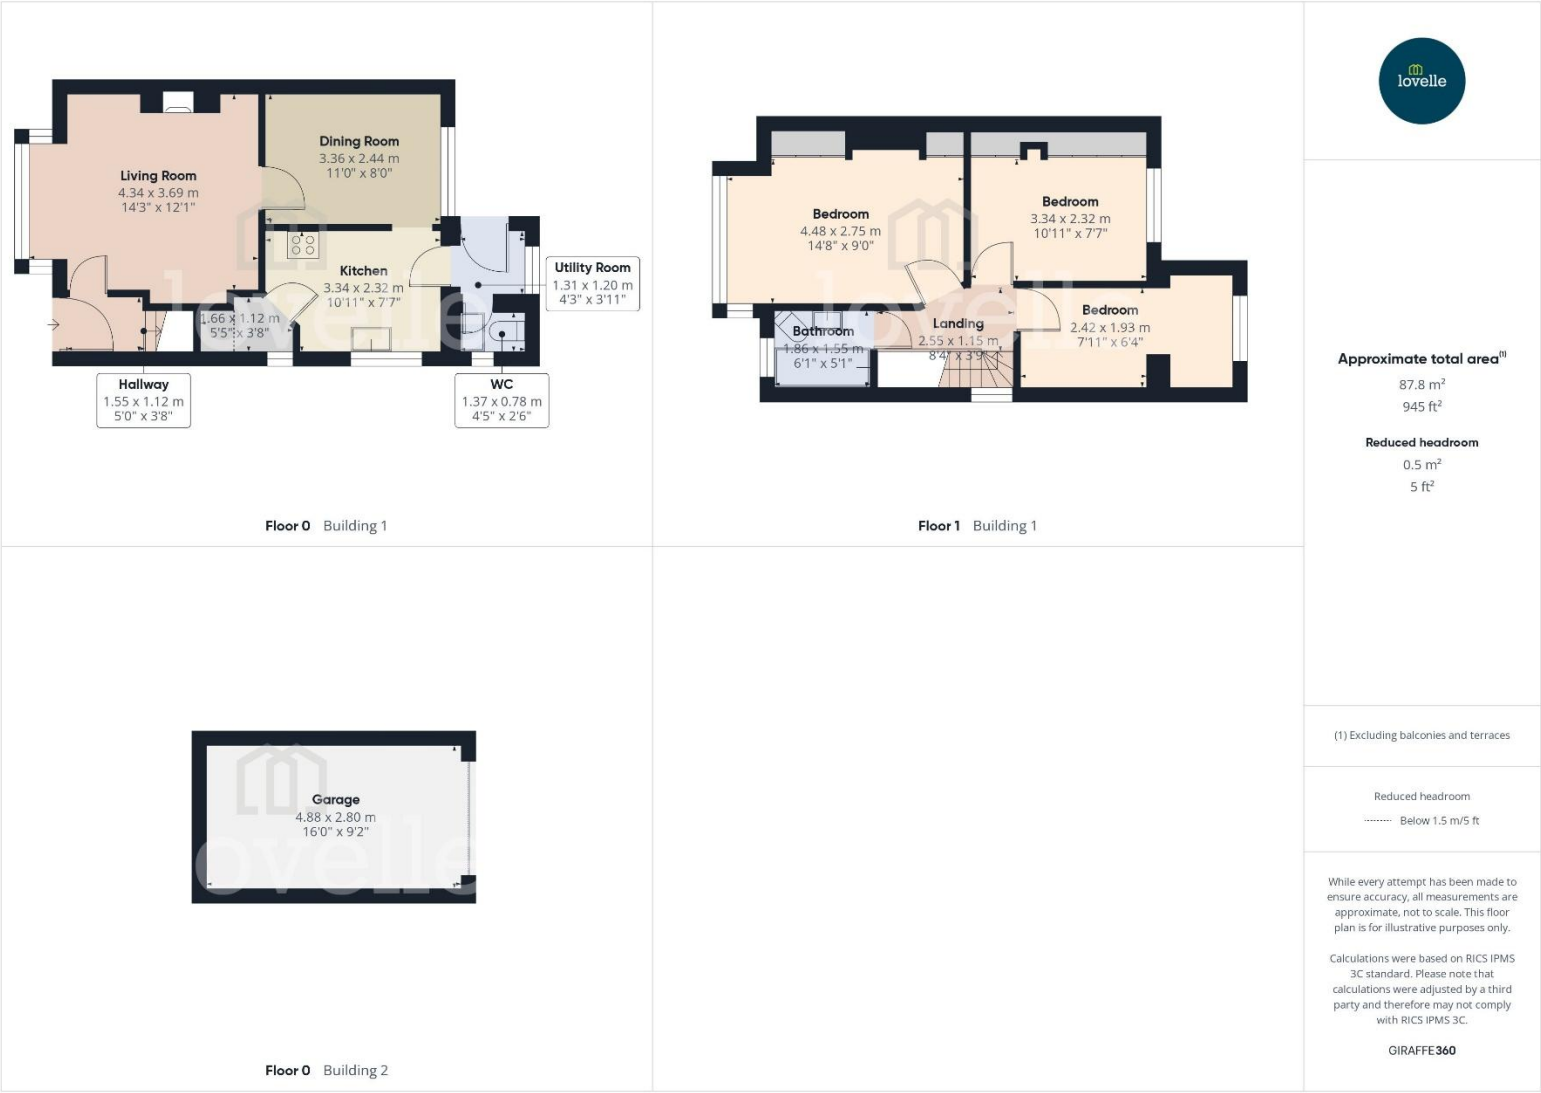 Living Room
4.34 x 3.69 m
14'3" x 12'1"
Dining Room
3.36 x 2.44 m
11'0" x 8'0"
Kitchen
3.34 x 2.32 m
10'11" x 7'7"
Utility Room
1.31 x 1.20 m
4'3" x 3'11"
1.66 x 1.12 m
5'5" x 3'8"
Hallway
1.55 x 1.12 m
5'0" x 3'8"
WC
1.37 x 0.78 m
4'5" x 2'6"
lovelle
Floor 0 Building 1
Bedroom
4.48 x 2.75 m
14'8" x 9'0"
Bedroom
3.34 x 2.32 m
10'11" x 7'7"
Bathroom
1.86 x 1.55 m
6'1" x 5'1"
Landing
2.55 x 1.15 m
8'4" x 3'9"
Bedroom
2.42 x 1.93 m
7'11" x 6'4"
lovelle
Floor 1 Building 1
Garage
4.88 x 2.80 m
16'0" x 9'2"
lovelle
Floor 0 Building 2
lovelle
Approximate total area(1)
87.8 m²
945 ft²
Reduced headroom
0.5 m²
5 ft²
(1) Excluding balconies and terraces
Reduced headroom
Below 1.5 m/5 ft
While every attempt has been made to
ensure accuracy, all measurements are
approximate, not to scale. This floor
plan is for illustrative purposes only.
Calculations were based on RICS IPMS
3C standard. Please note that
calculations were adjusted by a third
party and therefore may not comply
with RICS IPMS 3C.
GIRAFFE360